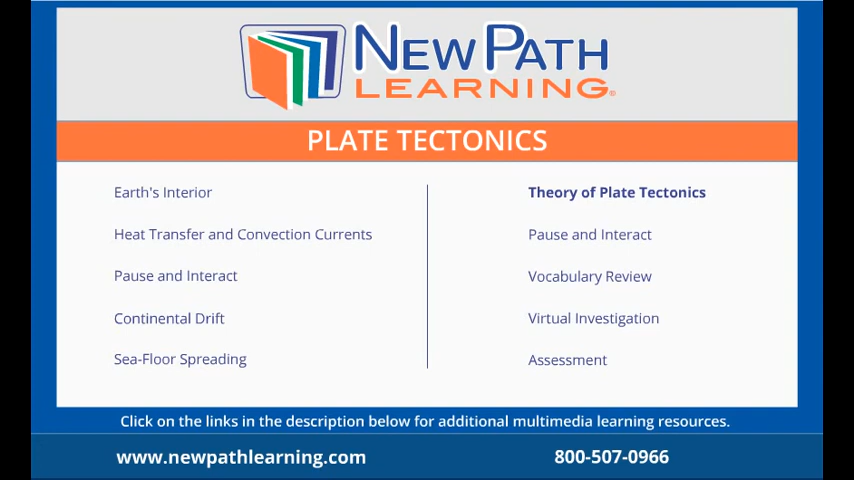 NEWPATH
LEARNING®
PLATE TECTONICS
Earth's Interior
Heat Transfer and Convection Currents
Pause and Interact
Continental Drift
Sea-Floor Spreading
Theory of Plate Tectonics
Pause and Interact
Vocabulary Review
Virtual Investigation
Assessment
Click on the links in the description below for additional multimedia learning resources.
www.newpathlearning.com
800-507-0966